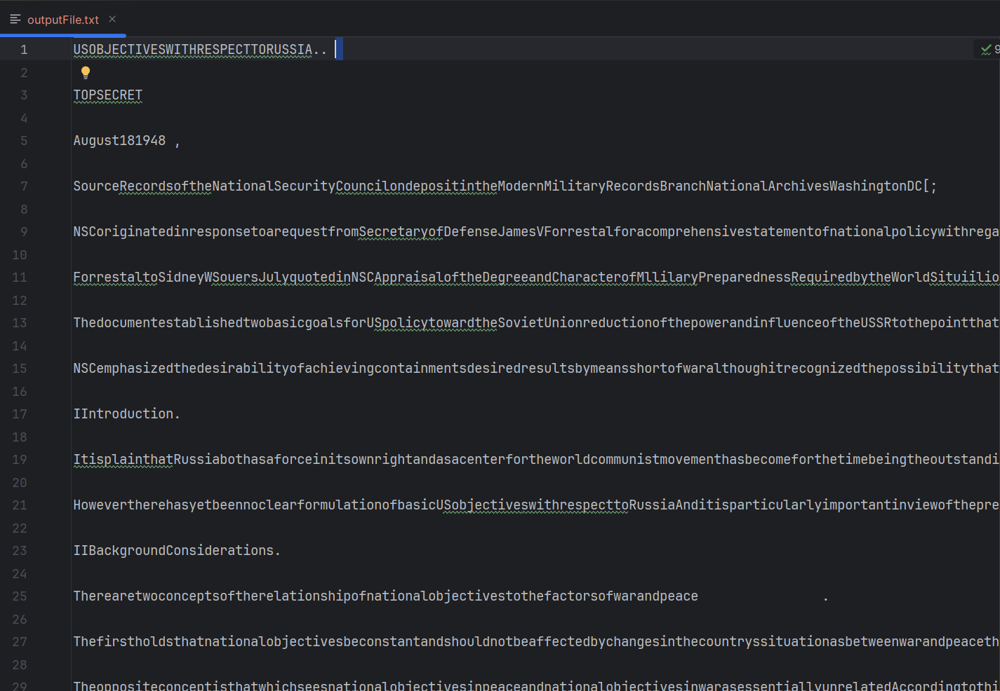 outputFile.txt ×
1 USOBJECTIVESWITHRESPECTTORUSSIA.. 9
2
3 TOPSECRET
4
5 August181948 ,
6
7 SourceRecordsoftheNationalSecurityCouncilondepositintheModernMilitaryRecordsBranchNationalArchivesWashingtonDC[;
8
9 NSCoriginatedinresponsetoarequestfromSecretaryofDefenseJamesVForrestalforacomprehensivestatementofnationalpolicywithrega
10
11 ForrestaltoSidneyWSouersJulyquotedinNSCAppraisaloftheDegreeandCharacterofMllilaryPreparednessRequiredbytheWorldSituiilio
12
13 ThedocumentestablishedtwobasicgoalsforUSpolicytowardtheSovietUnionreductionofthepowerandinfluenceoftheUSSRtothepointthat
14
15 NSCemphasizedthedesirabilityofachievingcontainmentsdesiredresultsbymeansshortofwaralthoughitrecognizedthepossibilitythat
16
17 IIntroduction.
18
19 ItisplainthatRussiabothasaforceinitsownrightandasacenterfortheworldcommunistmovementhasbecomeforthetimebeingtheoutstandi
20
21 HowevertherehasyetbeennoclearformulationofbasicUSobjectiveswithrespecttoRussiaAnditisparticularlyimportantinviewofthepre
22
23 IIBackgroundConsiderations.
24
25 Therearetwoconceptsoftherelationshipofnationalobjectivestothefactorsofwarandpeace .
26
27 Thefirstholdsthatnationalobjectivesbeconstantandshouldnotbeaffectedbychangesinthecountryssituationasbetweenwarandpeaceth
28
29 TheoppositeconceptisthatwhichseesnationalobjectivesinpeaceandnationalobjectivesinwarasessentiallyunrelatedAccordingtothi